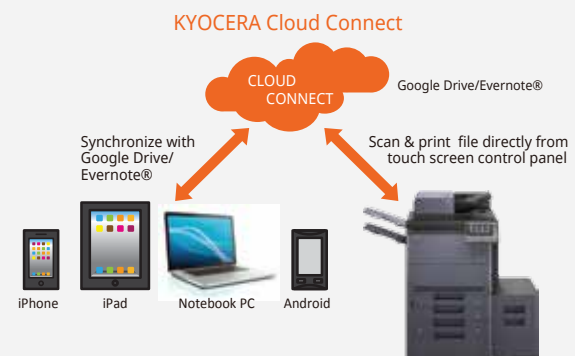 KYOCERA Cloud Connect
CLOUD
CONNECT
Google Drive/Evernote®
Synchronize with
Google Drive/
Evernote®
Scan & print file directly from
touch screen control panel
iPhone
iPad
Notebook PC
Android